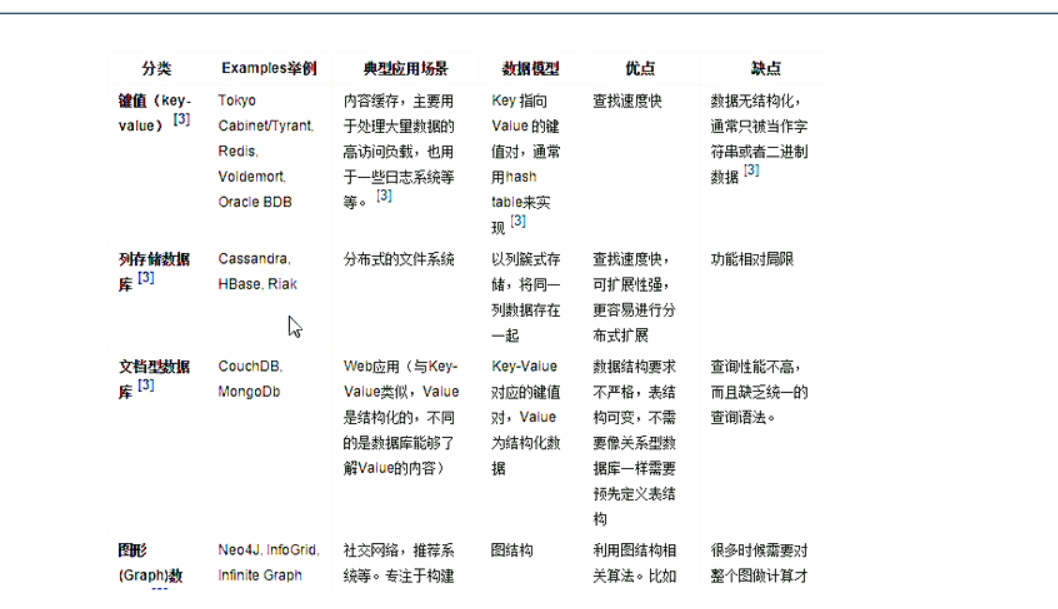 分类 Examples举例 典型应用场景 数据模型 优点 缺点
键值（key-
value） [3]
Tokyo
Cabinet/Tyrant,
Redis,
Voldemort,
Oracle BDB
内容缓存，主要用
于处理大量数据的
高访问负载，也用
于一些日志系统等
等。 [3]
Key 指向
Value 的键
值对，通常
用hash
table来实
现 [3]
查找速度快
数据无结构化，
通常只被当作字
符串或者二进制
数据 [3]
列存储数据
库 [3]
Cassandra,
HBase, Riak
分布式的文件系统
以列簇式存
储，将同一
列数据存在
一起
查找速度快，
可扩展性强，
更容易进行分
布式扩展
功能相对局限
文档型数据
库 [3]
CouchDB,
MongoDb
Web应用（与Key-
Value类似，Value
是结构化的，不同
的是数据库能够了
解Value的内容）
Key-Value
对应的键值
对，Value
为结构化数
据
数据结构要求
不严格，表结
构可变，不需
要像关系型数
据库一样需要
预先定义表结
构
查询性能不高，
而且缺乏统一的
查询语法。
图形
(Graph)数
Neo4J, InfoGrid,
Infinite Graph
社交网络，推荐系
统等。专注于构建
图结构
利用图结构相
关算法。比如
很多时候需要对
整个图做计算才